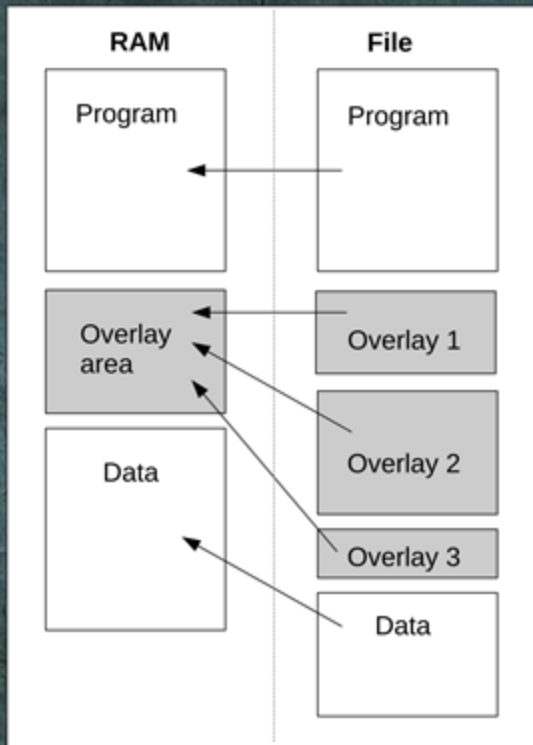 RAM
Program
Overlay
area
Data
File
Program
Overlay 1
Overlay 2
Overlay 3
Data